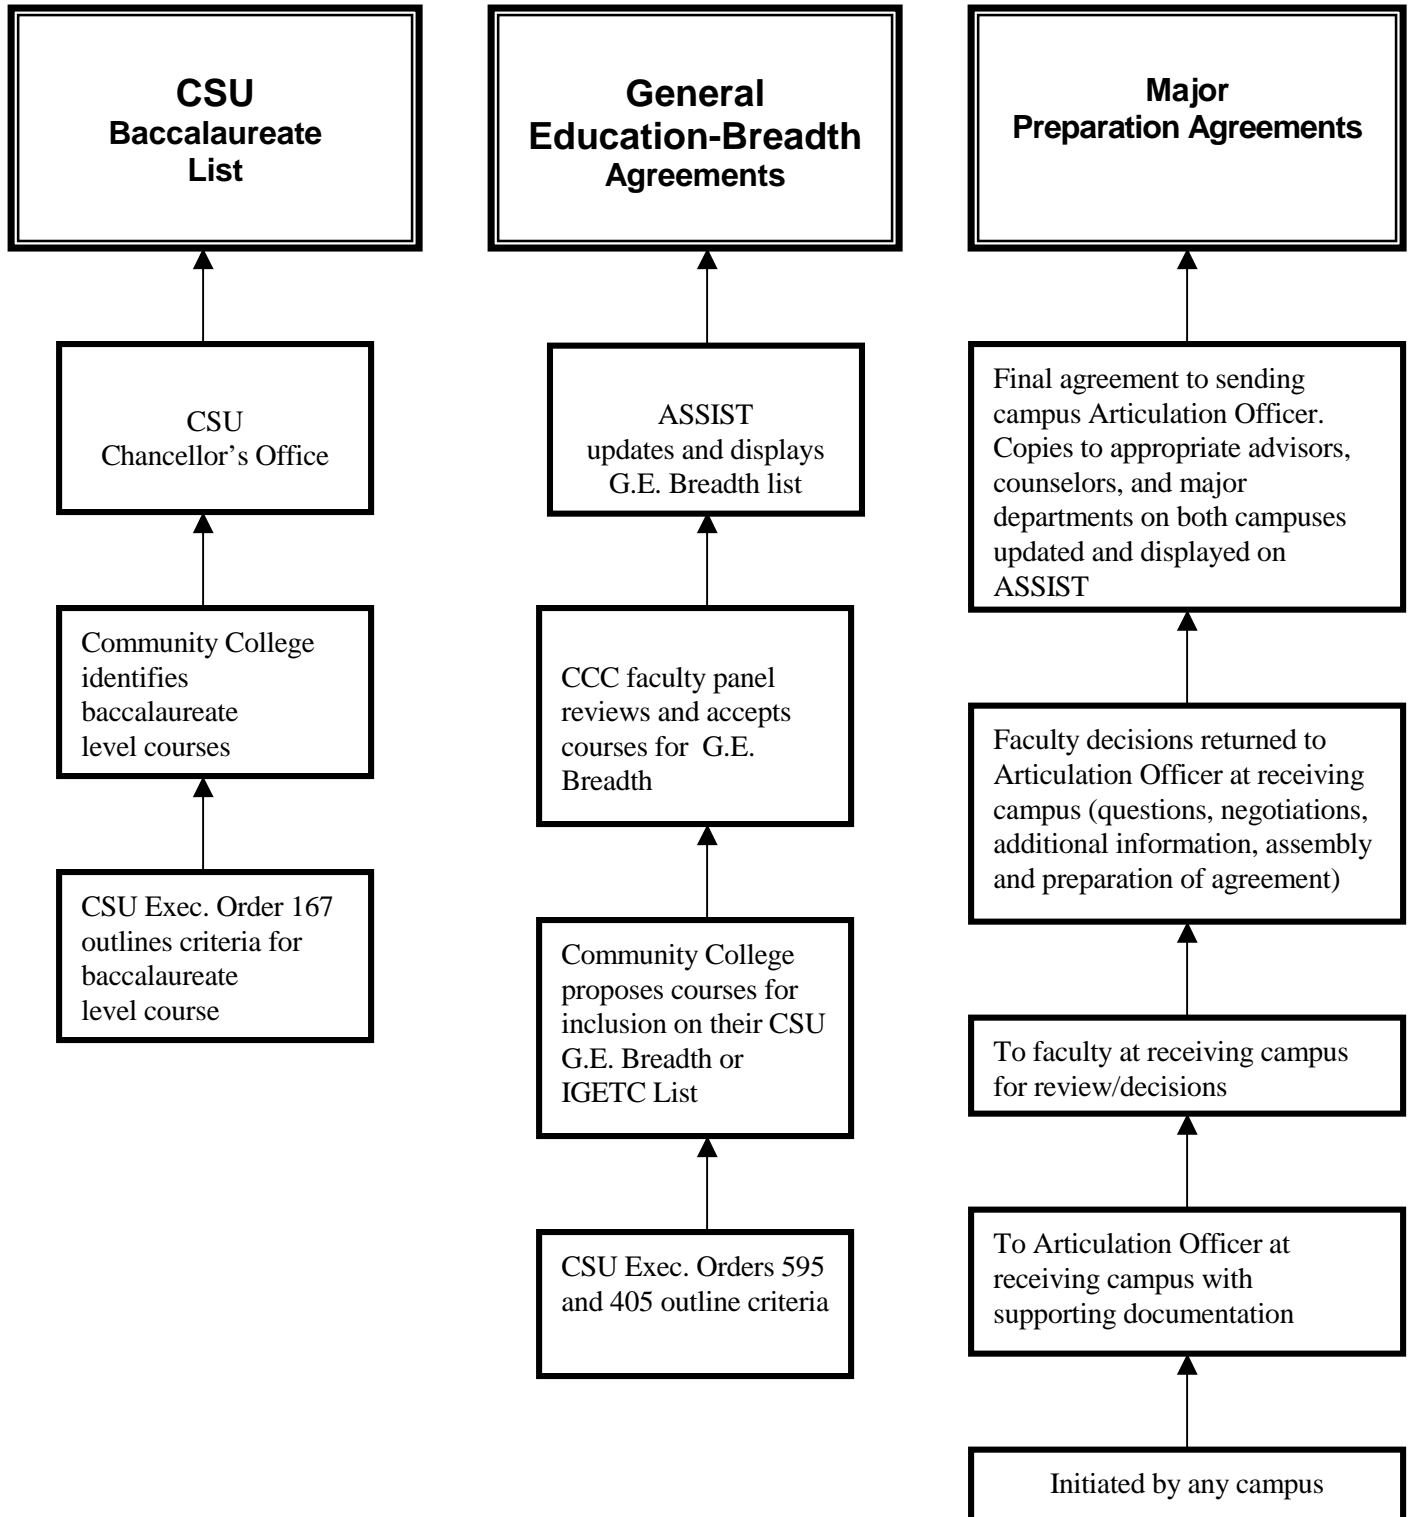 CSU
Baccalaureate
List
General
Education-Breadth
Agreements
Major
Preparation Agreements
CSU
Chancellor’s Office
ASSIST
updates and displays
G.E. Breadth list
Final agreement to sending
campus Articulation Officer.
Copies to appropriate advisors,
counselors, and major
departments on both campuses
updated and displayed on
ASSIST
Community College
identifies
baccalaureate
level courses
CCC faculty panel
reviews and accepts
courses for G.E.
Breadth
Faculty decisions returned to
Articulation Officer at receiving
campus (questions, negotiations,
additional information, assembly
and preparation of agreement)
CSU Exec. Order 167
outlines criteria for
baccalaureate
level course
Community College
proposes courses for
inclusion on their CSU
G.E. Breadth or
IGETC List
To faculty at receiving campus
for review/decisions
CSU Exec. Orders 595
and 405 outline criteria
To Articulation Officer at
receiving campus with
supporting documentation
Initiated by any campus